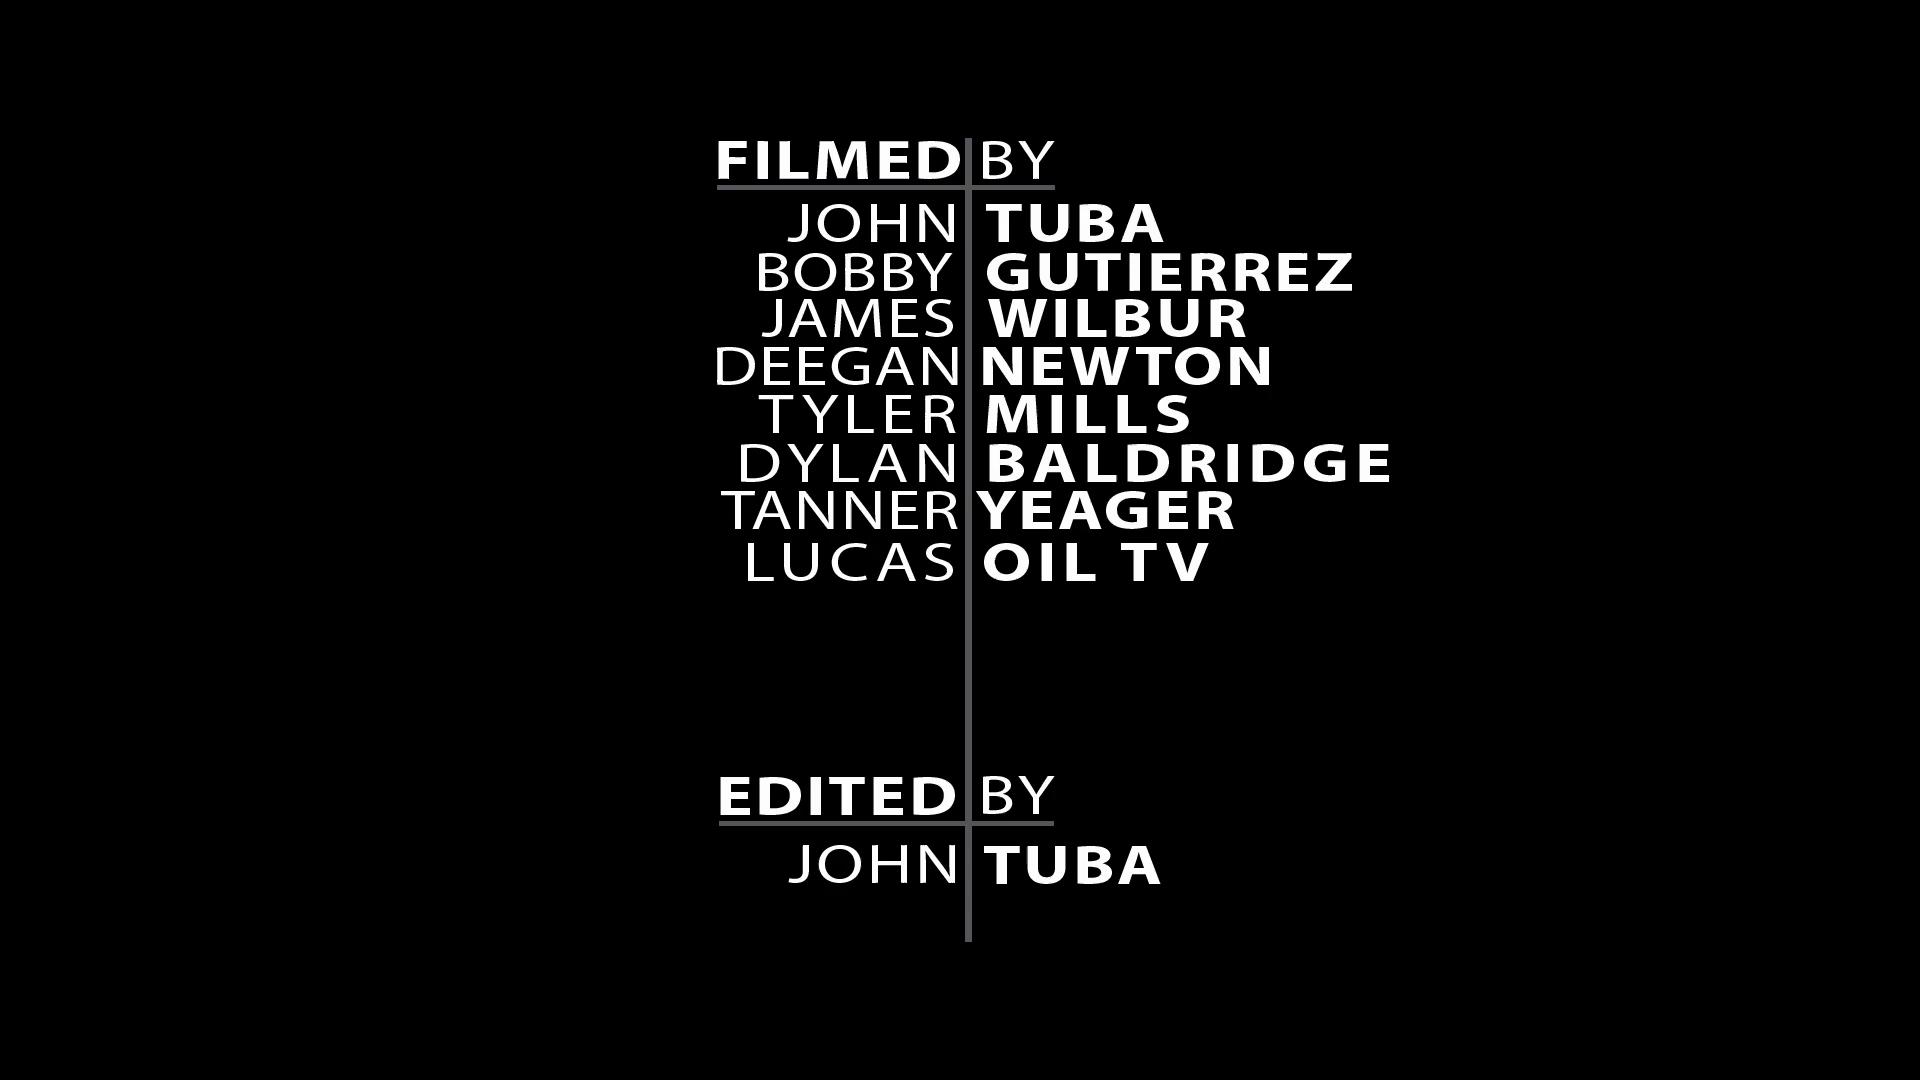 FILMED BY
JOHN TUBA
BOBBY GUTIERREZ
JAMES WILBUR
DEEGAN NEWTON
TYLER MILLS
DYLAN BALDRIDGE
TANNER YEAGER
LUCAS OIL TV
EDITED BY
JOHN TUBA